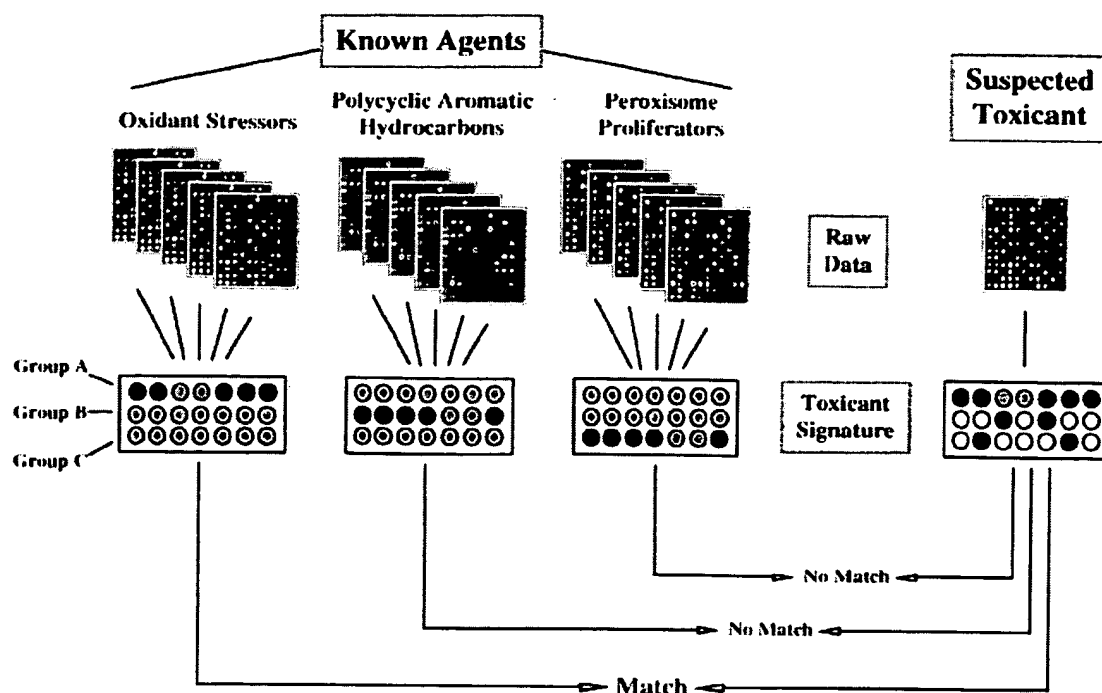 Known Agents
Suspected
Toxicant
Oxidant Stressors
Polycyclic Aromatic
Hydrocarbons
Peroxisome
Proliferators
Raw
Data
Group A
Group B
Group C
Toxicant
Signature
No Match
No Match
Match